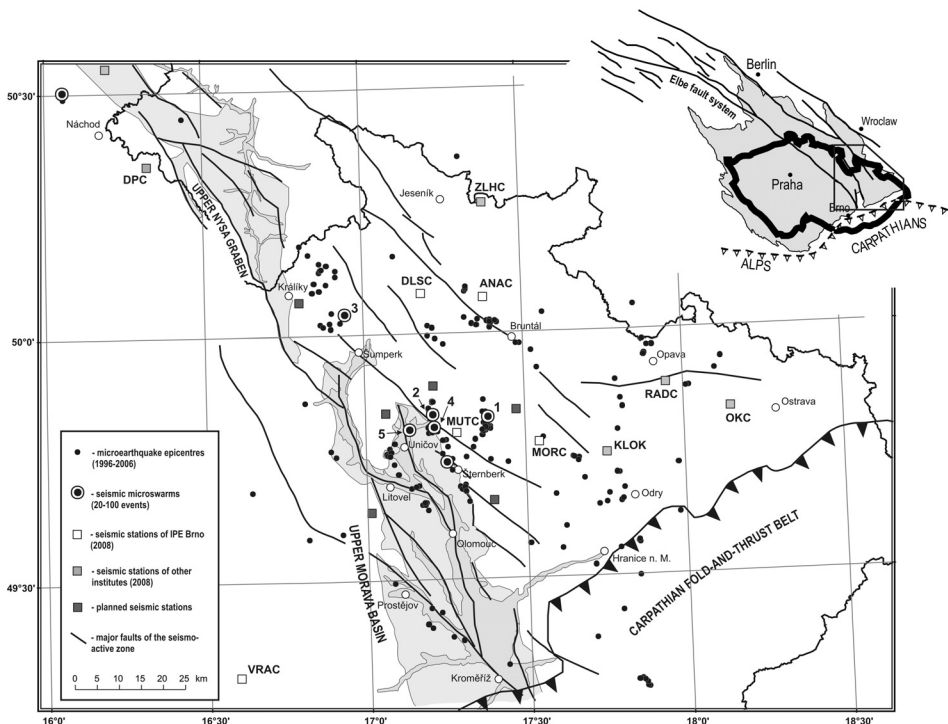 Berlin
Elbe fault system
Wroclaw
Praha
Brno
CARPATHIANS
ALPS
50°30'
50°0'
49°30'
Náchod
DPC
UPPER NYSA GRABEN
Jeseník
ZLHC
Králíky
3
DLSC
ANAC
Bruntál
Šumperk
Opava
RADC
Ostrava
OKC
2
4
1
5
MUTC
Uničov
MORC
KLOK
Šternberk
Litovel
Odry
Olomouc
Hranice n. M.
UPPER MORAVA BASIN
CARPATHIAN FOLD-AND-THRUST BELT
Prostějov
VRAC
Kroměříž
- microearthquake epicentres
(1996-2006)
- seismic microswarms
(20-100 events)
- seismic stations of IPE Brno
(2008)
- seismic stations of other
institutes (2008)
- planned seismic stations
- major faults of the seismo-
active zone
0 5 10 15 20 25 km
16°0' 16°30' 17°0' 17°30' 18°0' 18°30'